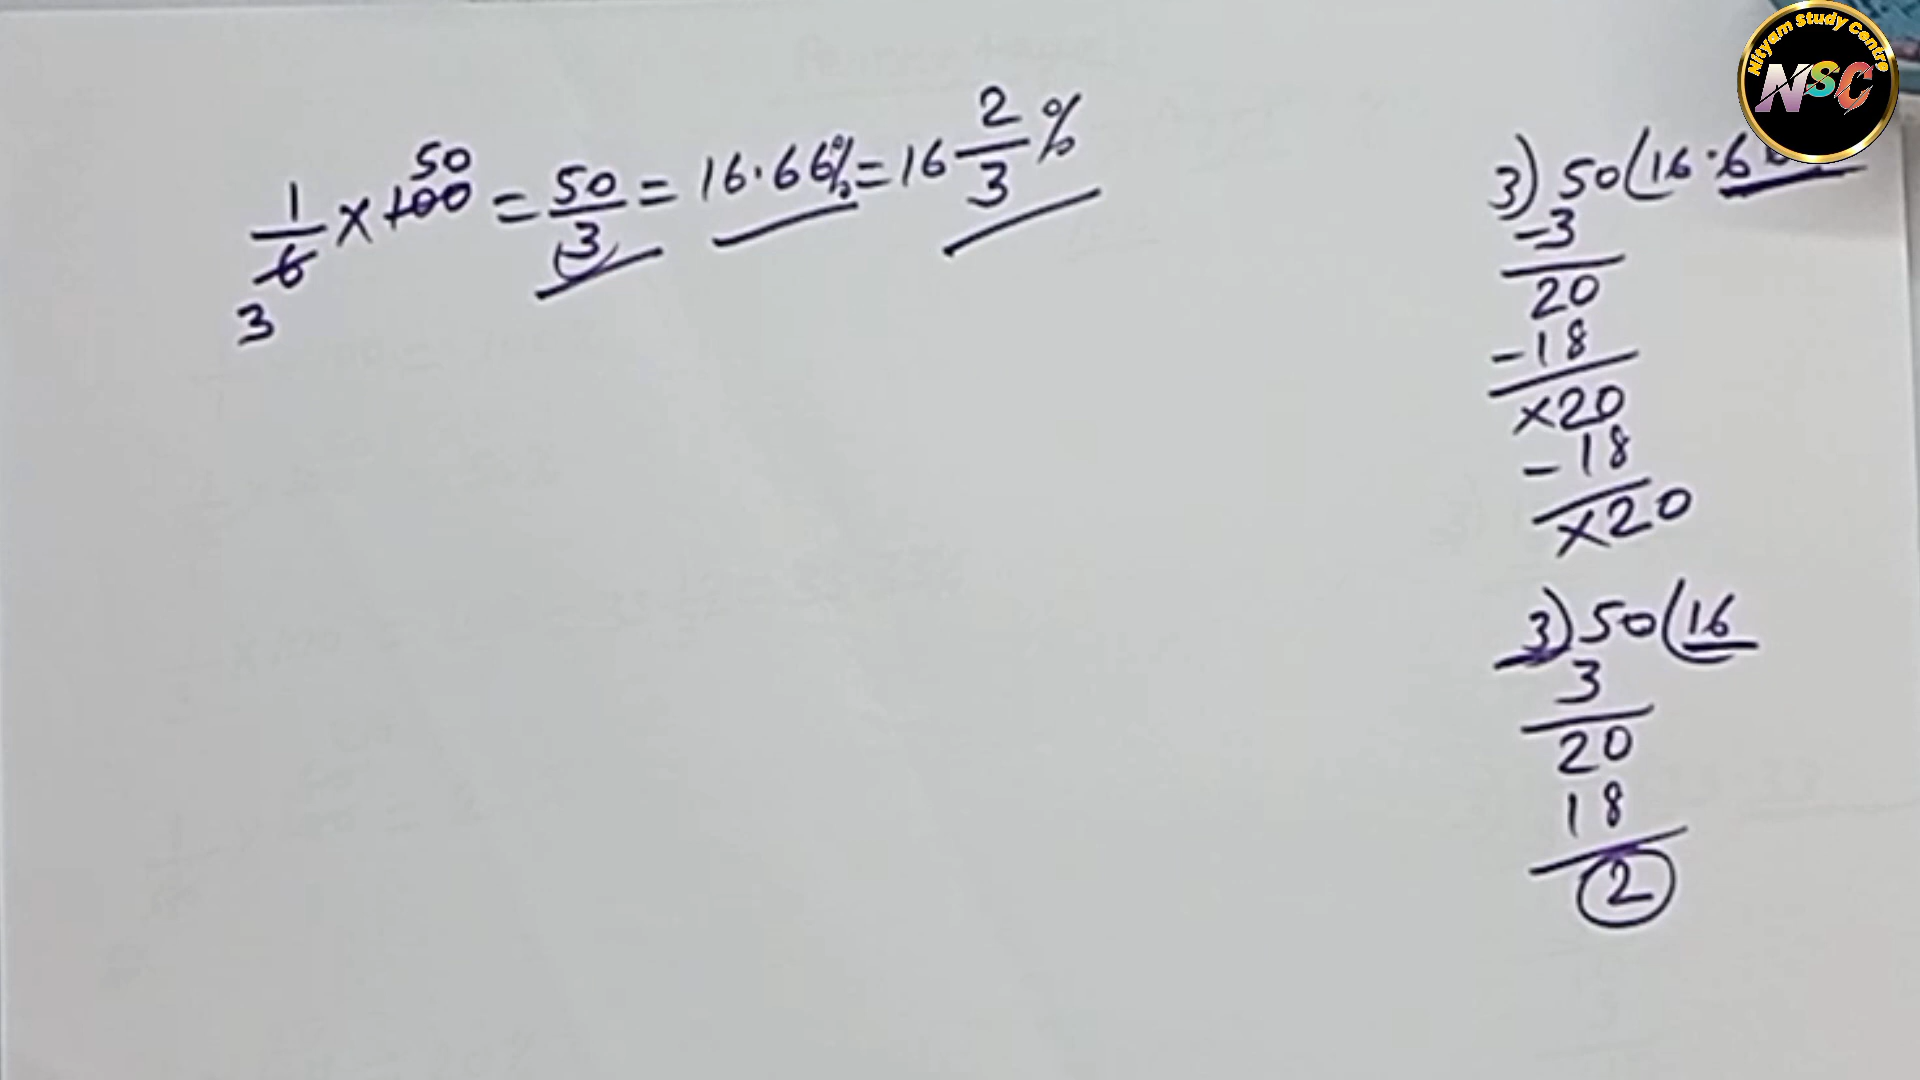 1/6 × 100 = 50/3 = 16.66% = 16 2/3 %
50
3
3) 50 (16.6
-3
20
-18
×20
-18
×20
3) 50 (16
3
20
18
2
Nityam Study Centre
NSC